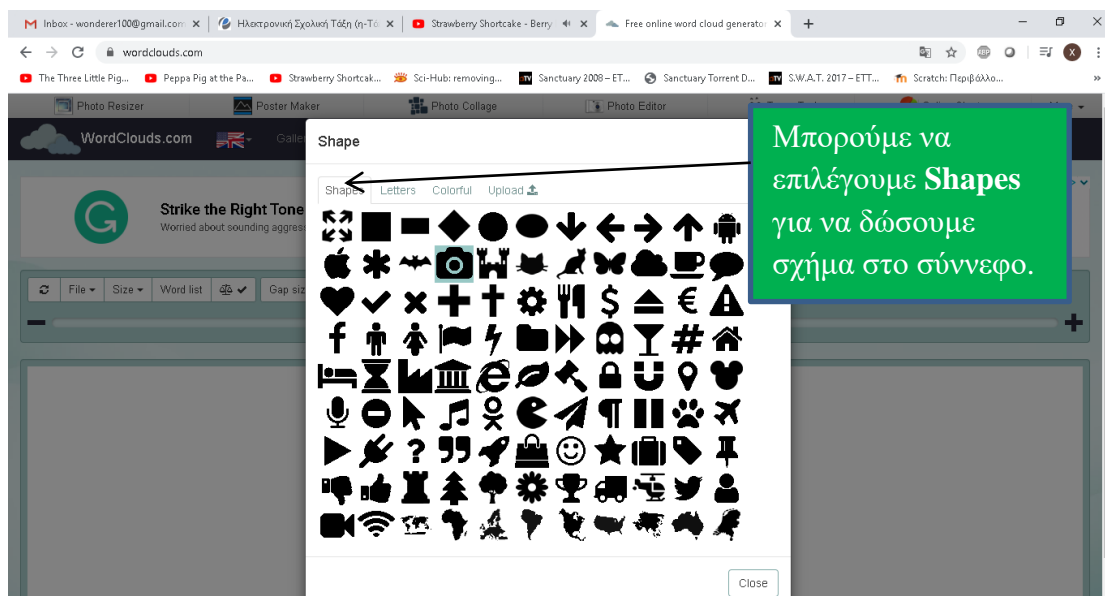 Inbox - wonderer100@gmail.com
Ηλεκτρονική Σχολική Τάξη (η-Τά
Strawberry Shortcake - Berry
Free online word cloud generator
wordclouds.com
The Three Little Pig...
Peppa Pig at the Pa...
Strawberry Shortcak...
Sci-Hub: removing...
Sanctuary 2008 – ET...
Sanctuary Torrent D...
S.W.A.T. 2017 – ETT...
Scratch: Περιβάλλο...
Photo Resizer
Poster Maker
Photo Collage
Photo Editor
WordClouds.com
Shape
Μπορούμε να
επιλέγουμε Shapes
για να δώσουμε
σχήμα στο σύννεφο.
Shapes
Letters
Colorful
Upload
Strike the Right Tone
Worried about sounding aggres
File
Size
Word list
Gap siz
Close